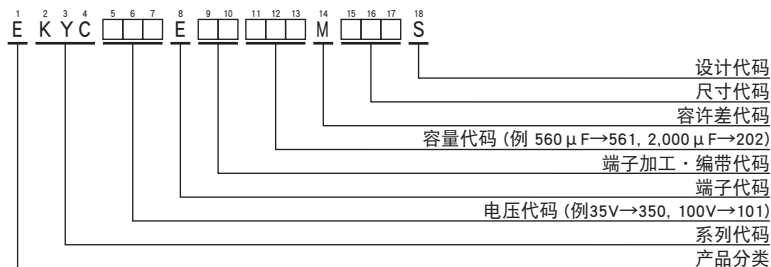 1 2 3 4 5 6 7 8 9 10 11 12 13 14 15 16 17 18
E K Y C □□□ E □□ □□□ M □□□ S
设计代码
尺寸代码
容许差代码
容量代码 (例 560μF→561, 2,000μF→202)
端子加工・编带代码
端子代码
电压代码 (例35V→350, 100V→101)
系列代码
产品分类